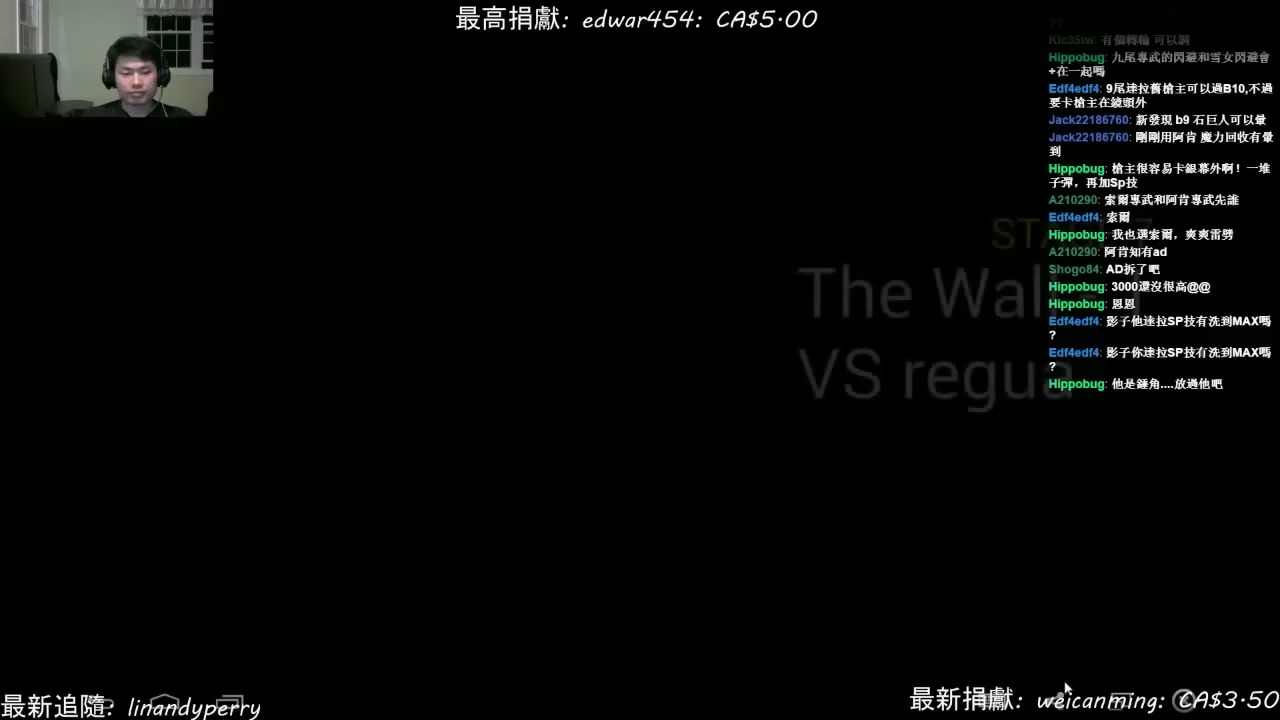 最高捐獻: edwar454: CA$5.00
Kic35tw: 有個轉輪 可以調
Hippobug: 九尾專武的閃避和雪女閃避會
+在一起嗎
Edf4edf4: 9尾達拉舊槍主可以過B10,不過
要卡槍主在鏡頭外
Jack22186760: 新發現 b9 石巨人可以暈
Jack22186760: 剛剛用阿肯 魔力回收有暈
到
Hippobug: 槍主很容易卡銀幕外啊！一堆
子彈，再加Sp技
A210290: 索爾專武和阿肯專武先誰
Edf4edf4: 索爾
Hippobug: 我也選索爾，爽爽雷劈
A210290: 阿肯知有ad
Shogo84: AD拆了吧
Hippobug: 3000還沒很高@@
Hippobug: 恩恩
Edf4edf4: 影子他達拉SP技有洗到MAX嗎
?
Edf4edf4: 影子你達拉SP技有洗到MAX嗎
?
Hippobug: 他是錘角....放過他吧
The Wall
VS regua
最新追隨: linandyperry
最新捐獻: weicanming: CA$3.50